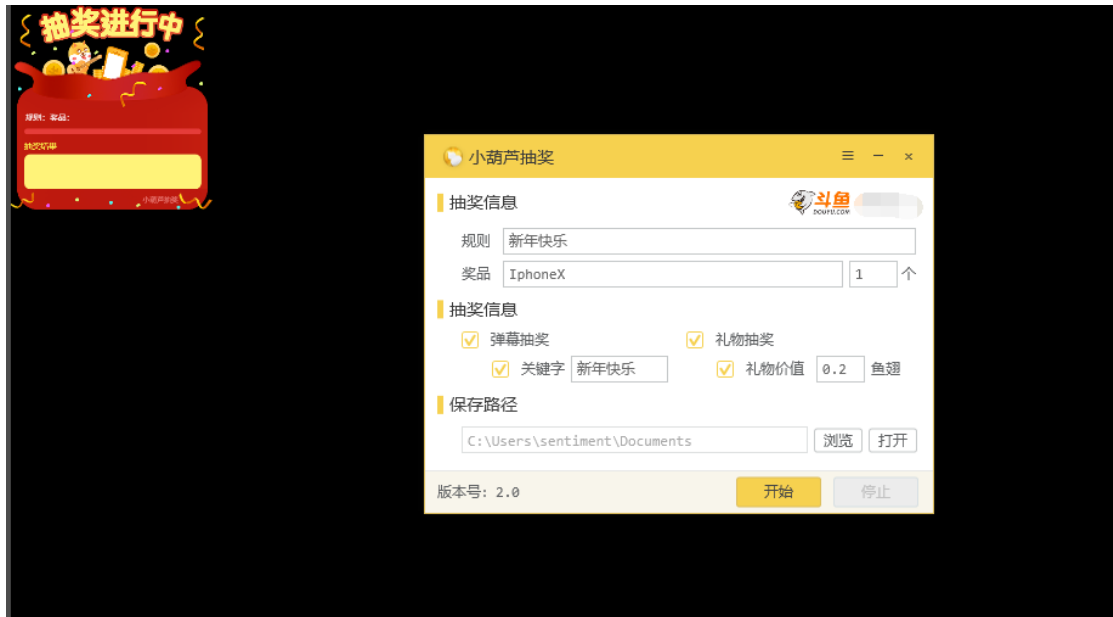 抽奖进行中
规则: 奖品:
抽奖结果
小葫芦抽奖
小葫芦抽奖
抽奖信息
斗鱼
DOUYU.COM
规则 新年快乐
奖品 IphoneX 1 个
抽奖信息
弹幕抽奖 礼物抽奖
关键字 新年快乐 礼物价值 0.2 鱼翅
保存路径
C:\Users\sentiment\Documents 浏览 打开
版本号: 2.0 开始 停止